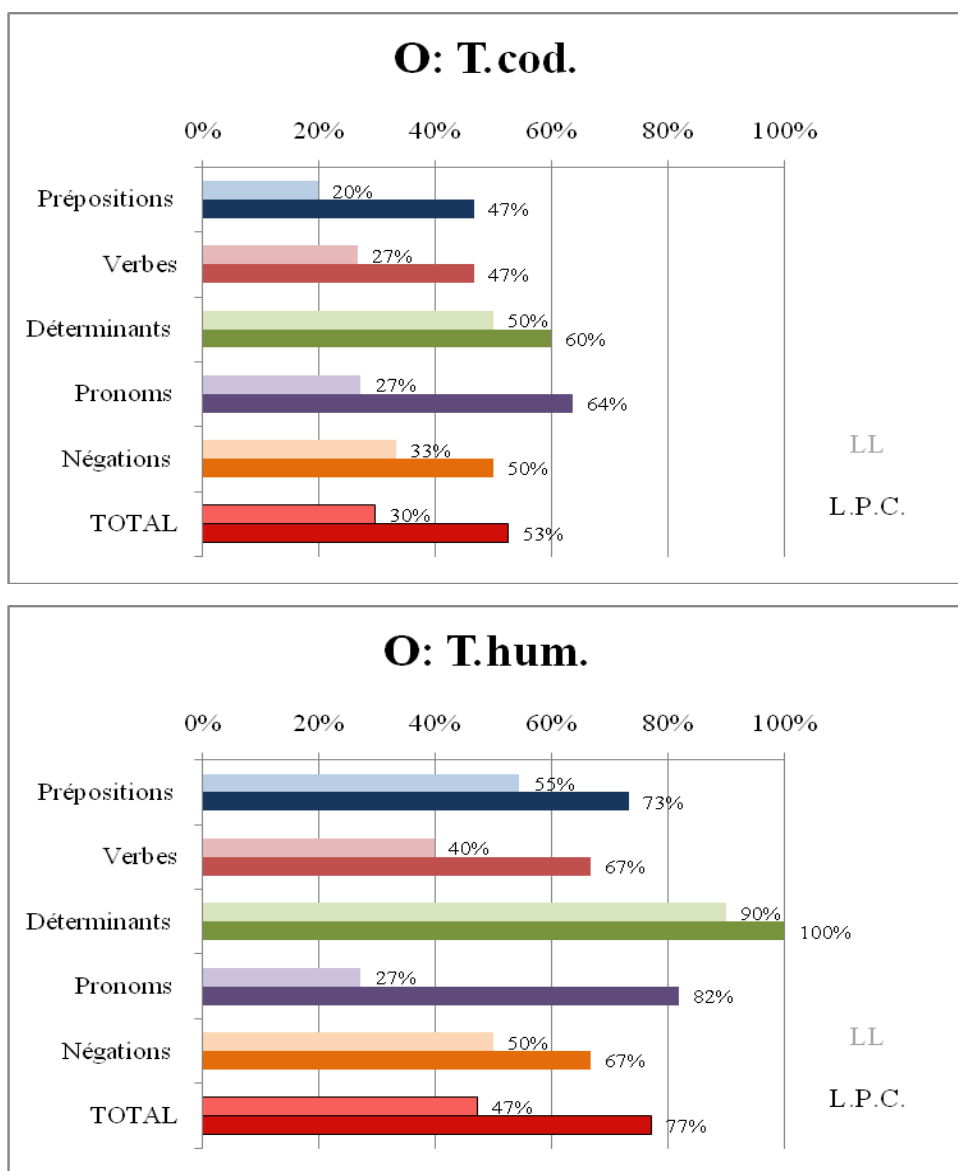 O: T.cod.
0% 20% 40% 60% 80% 100%
Prépositions 20% 47%
Verbes 27% 47%
Déterminants 50% 60%
Pronoms 27% 64%
Négations 33% 50%
LL
TOTAL 30% 53%
L.P.C.
O: T.hum.
0% 20% 40% 60% 80% 100%
Prépositions 55% 73%
Verbes 40% 67%
Déterminants 90% 100%
Pronoms 27% 82%
Négations 50% 67%
LL
TOTAL 47% 77%
L.P.C.